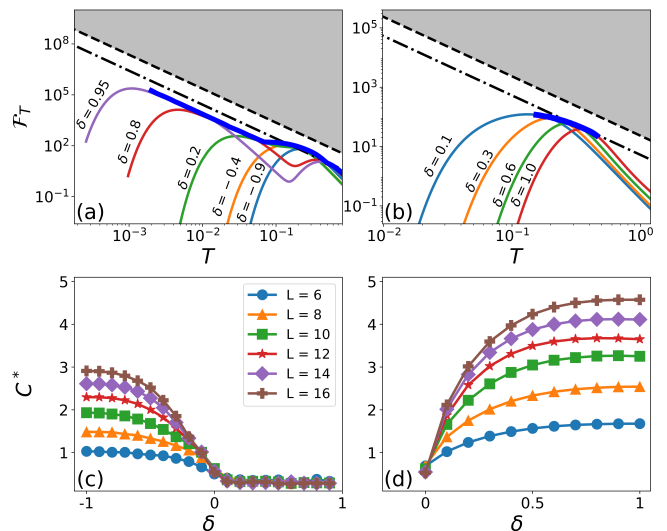 10^8
10^5
10^2
10^{-1}
\mathcal{F}_T
δ = 0.95
δ = 0.8
δ = 0.2
δ = −0.4
δ = −0.9
(a)
10^{-3}
10^{-1}
T
10^5
10^3
10^1
10^{-1}
δ = 0.1
δ = 0.3
δ = 0.6
δ = 1.0
(b)
10^{-2}
10^{-1}
10^0
T
5
4
3
2
1
C^*
L = 6
L = 8
L = 10
L = 12
L = 14
L = 16
(c)
-1
0
1
δ
5
4
3
2
1
(d)
0
0.5
1
δ